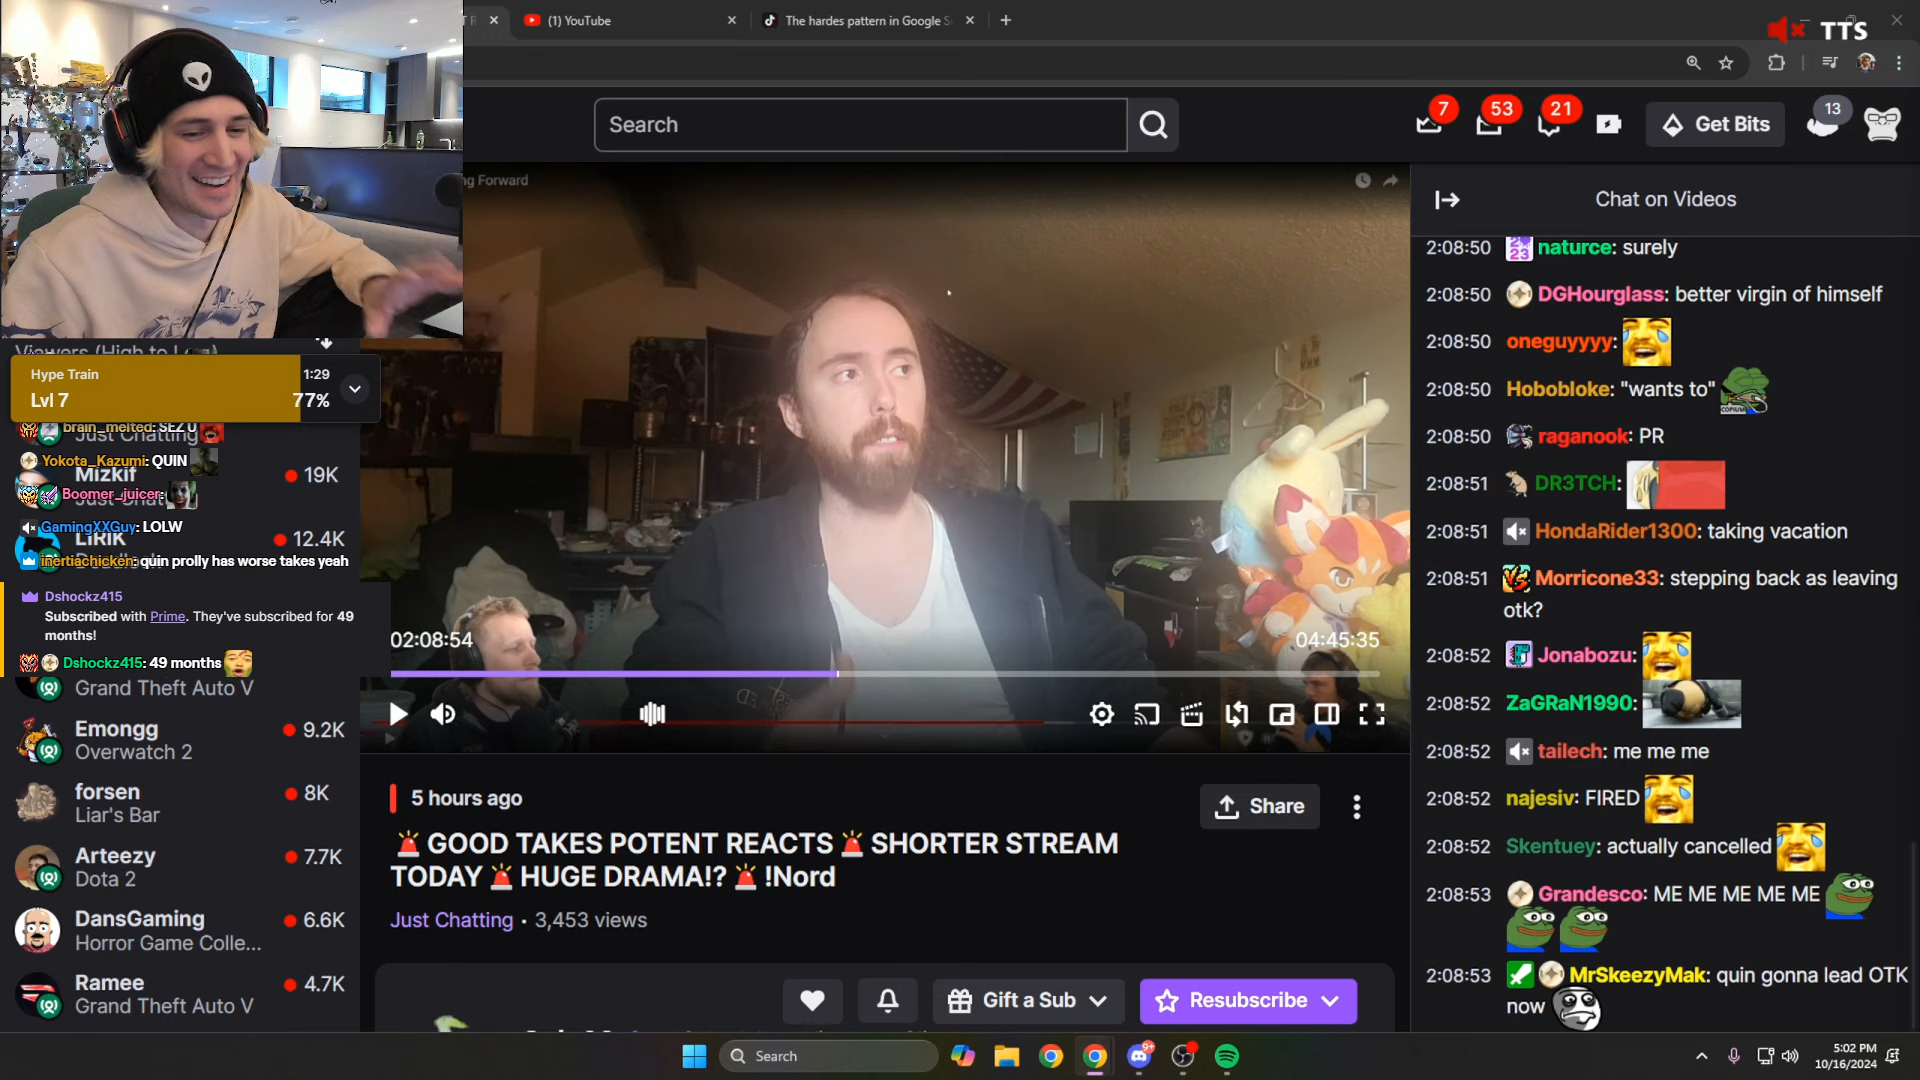 (1) YouTube
The hardes pattern in Google S
TTS
Search
7
53
21
Get Bits
13
ng Forward
Chat on Videos
2:08:50 naturce: surely
2:08:50 DGHourglass: better virgin of himself
2:08:50 oneguyyyy:
2:08:50 Hobobloke: "wants to"
COPIUM
2:08:50 raganook: PR
2:08:51 DR3TCH:
2:08:51 HondaRider1300: taking vacation
2:08:51 Morricone33: stepping back as leaving
otk?
2:08:52 Jonabozu:
2:08:52 ZaGRaN1990:
2:08:52 tailech: me me me
2:08:52 najesiv: FIRED
2:08:52 Skentuey: actually cancelled
2:08:53 Grandesco: ME ME ME ME ME
2:08:53 MrSkeezyMak: quin gonna lead OTK
now
Hype Train 1:29
Lvl 7 77%
brain_melted: SEZ U
Just Chatting
Yokota_Kazumi: QUIN
Mizkif 19K
Boomer_juicer:
GamingXXGuy: LOLW
LIRIK 12.4K
inertiachicken: quin prolly has worse takes yeah
Dshockz415
Subscribed with Prime. They've subscribed for 49
months!
Dshockz415: 49 months
Grand Theft Auto V
Emongg 9.2K
Overwatch 2
forsen 8K
Liar's Bar
Arteezy 7.7K
Dota 2
DansGaming 6.6K
Horror Game Colle...
Ramee 4.7K
Grand Theft Auto V
02:08:54
04:45:35
5 hours ago
Share
GOOD TAKES POTENT REACTS SHORTER STREAM
TODAY HUGE DRAMA!? !Nord
Just Chatting • 3,453 views
Gift a Sub
Resubscribe
Search
9+
5:02 PM
10/16/2024